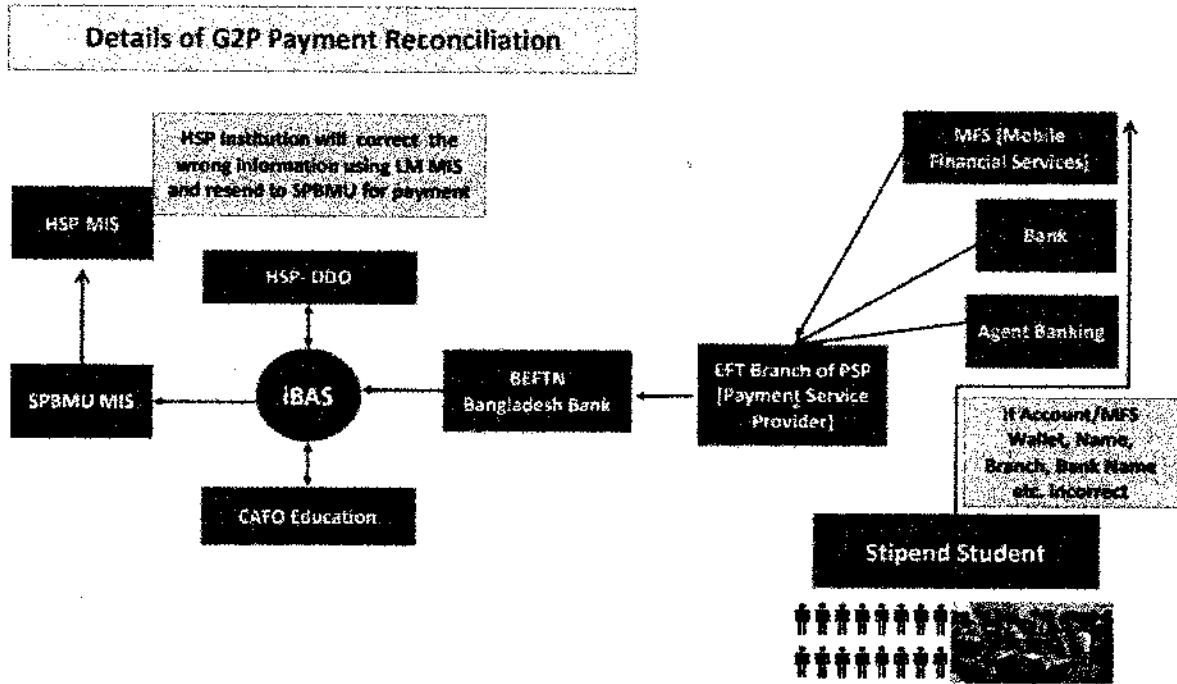 Details of G2P Payment Reconciliation
HSP Institution will correct the
wrong information using LM MIS
and resend to SPBMU for payment
HSP MIS
HSP- DDO
SPBMU MIS
IBAS
CAFO Education
BEFTN
Bangladesh Bank
EFT Branch of PSP
[Payment Service
Provider]
MFS [Mobile
Financial Services]
Bank
Agent Banking
If Account/MFS
Wallet, Name,
Branch, Bank Name
etc. incorrect
Stipend Student